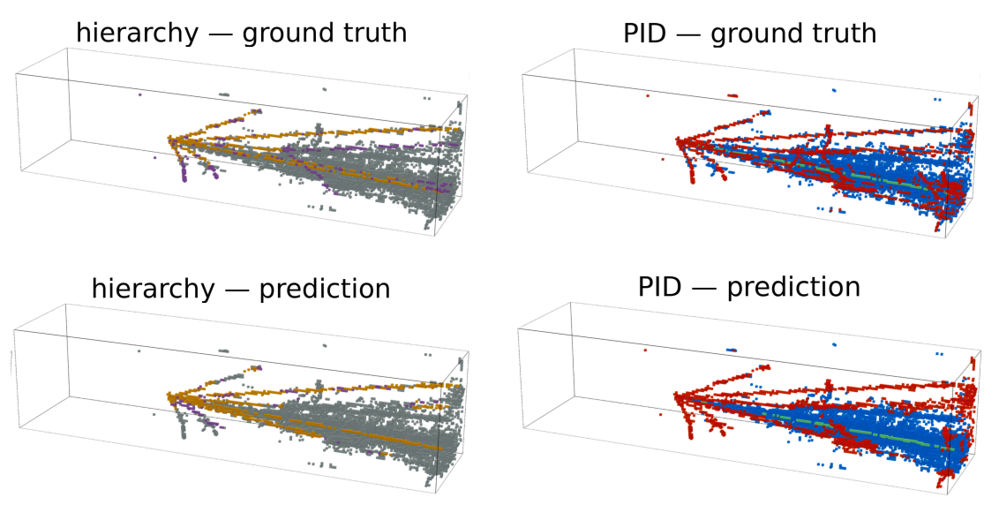 hierarchy — ground truth
PID — ground truth
hierarchy — prediction
PID — prediction